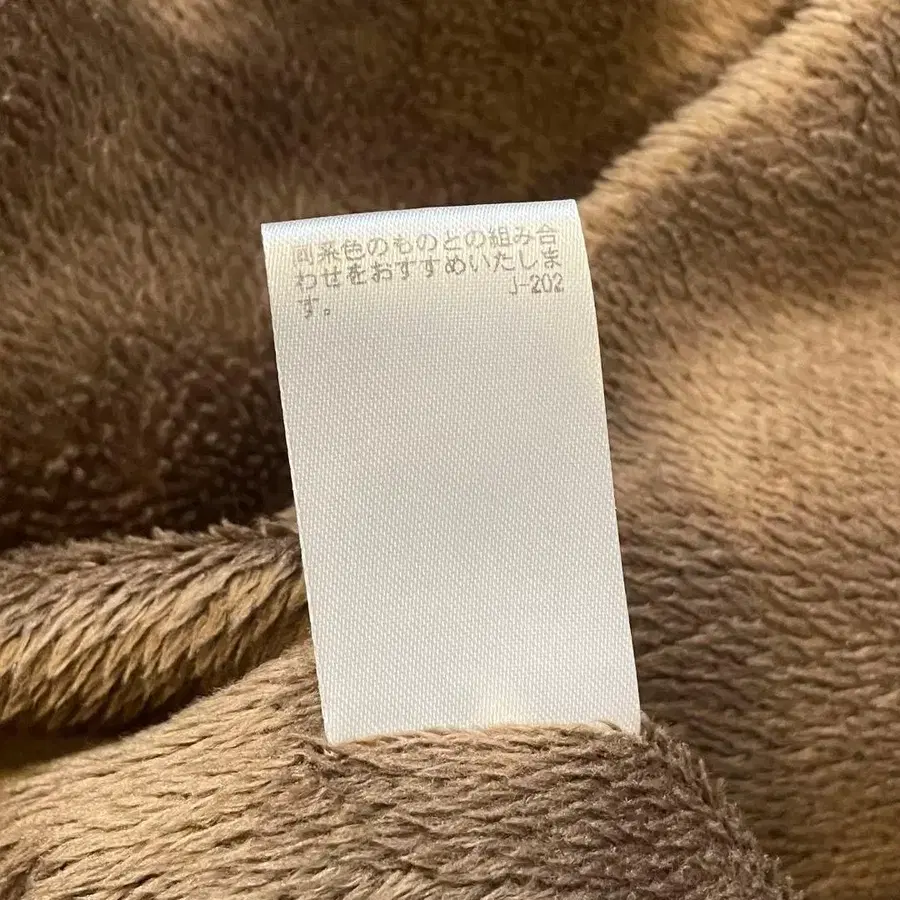 同系色のものとの組み合
わせをおすすめいたしま
す。
J-202